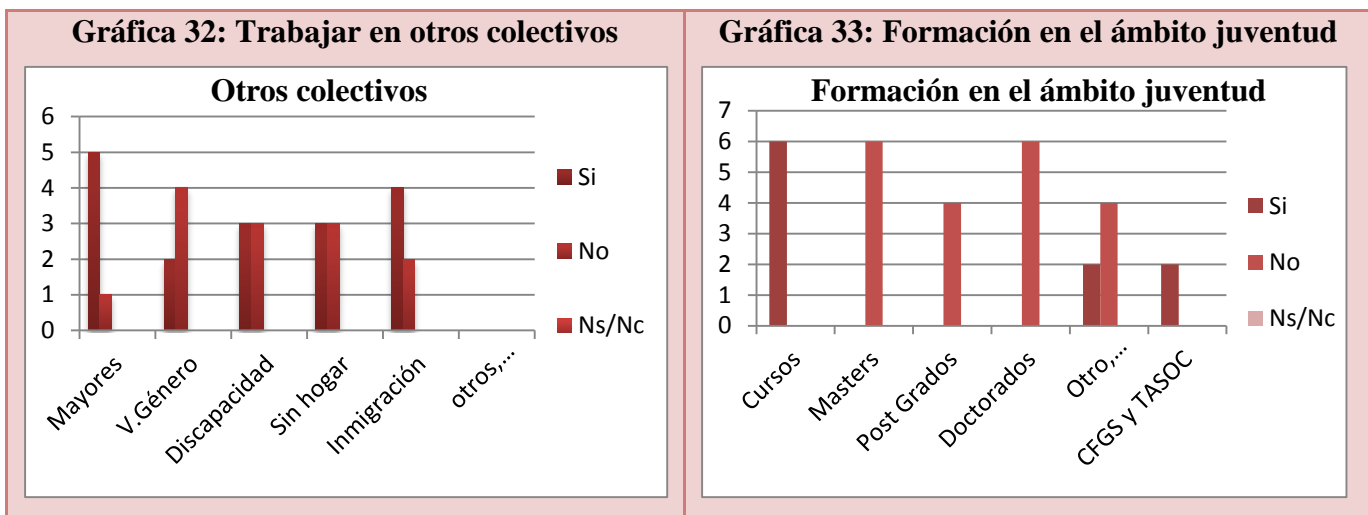 Gráfica 32: Trabajar en otros colectivos
Otros colectivos
6
5
4
3
2
1
0
Mayores
V.Género
Discapacidad
Sin hogar
Inmigración
otros,...
Si
No
Ns/Nc
Gráfica 33: Formación en el ámbito juventud
Formación en el ámbito juventud
7
6
5
4
3
2
1
0
Cursos
Masters
Post Grados
Doctorados
Otro,...
CFGS y TASOC
Si
No
Ns/Nc